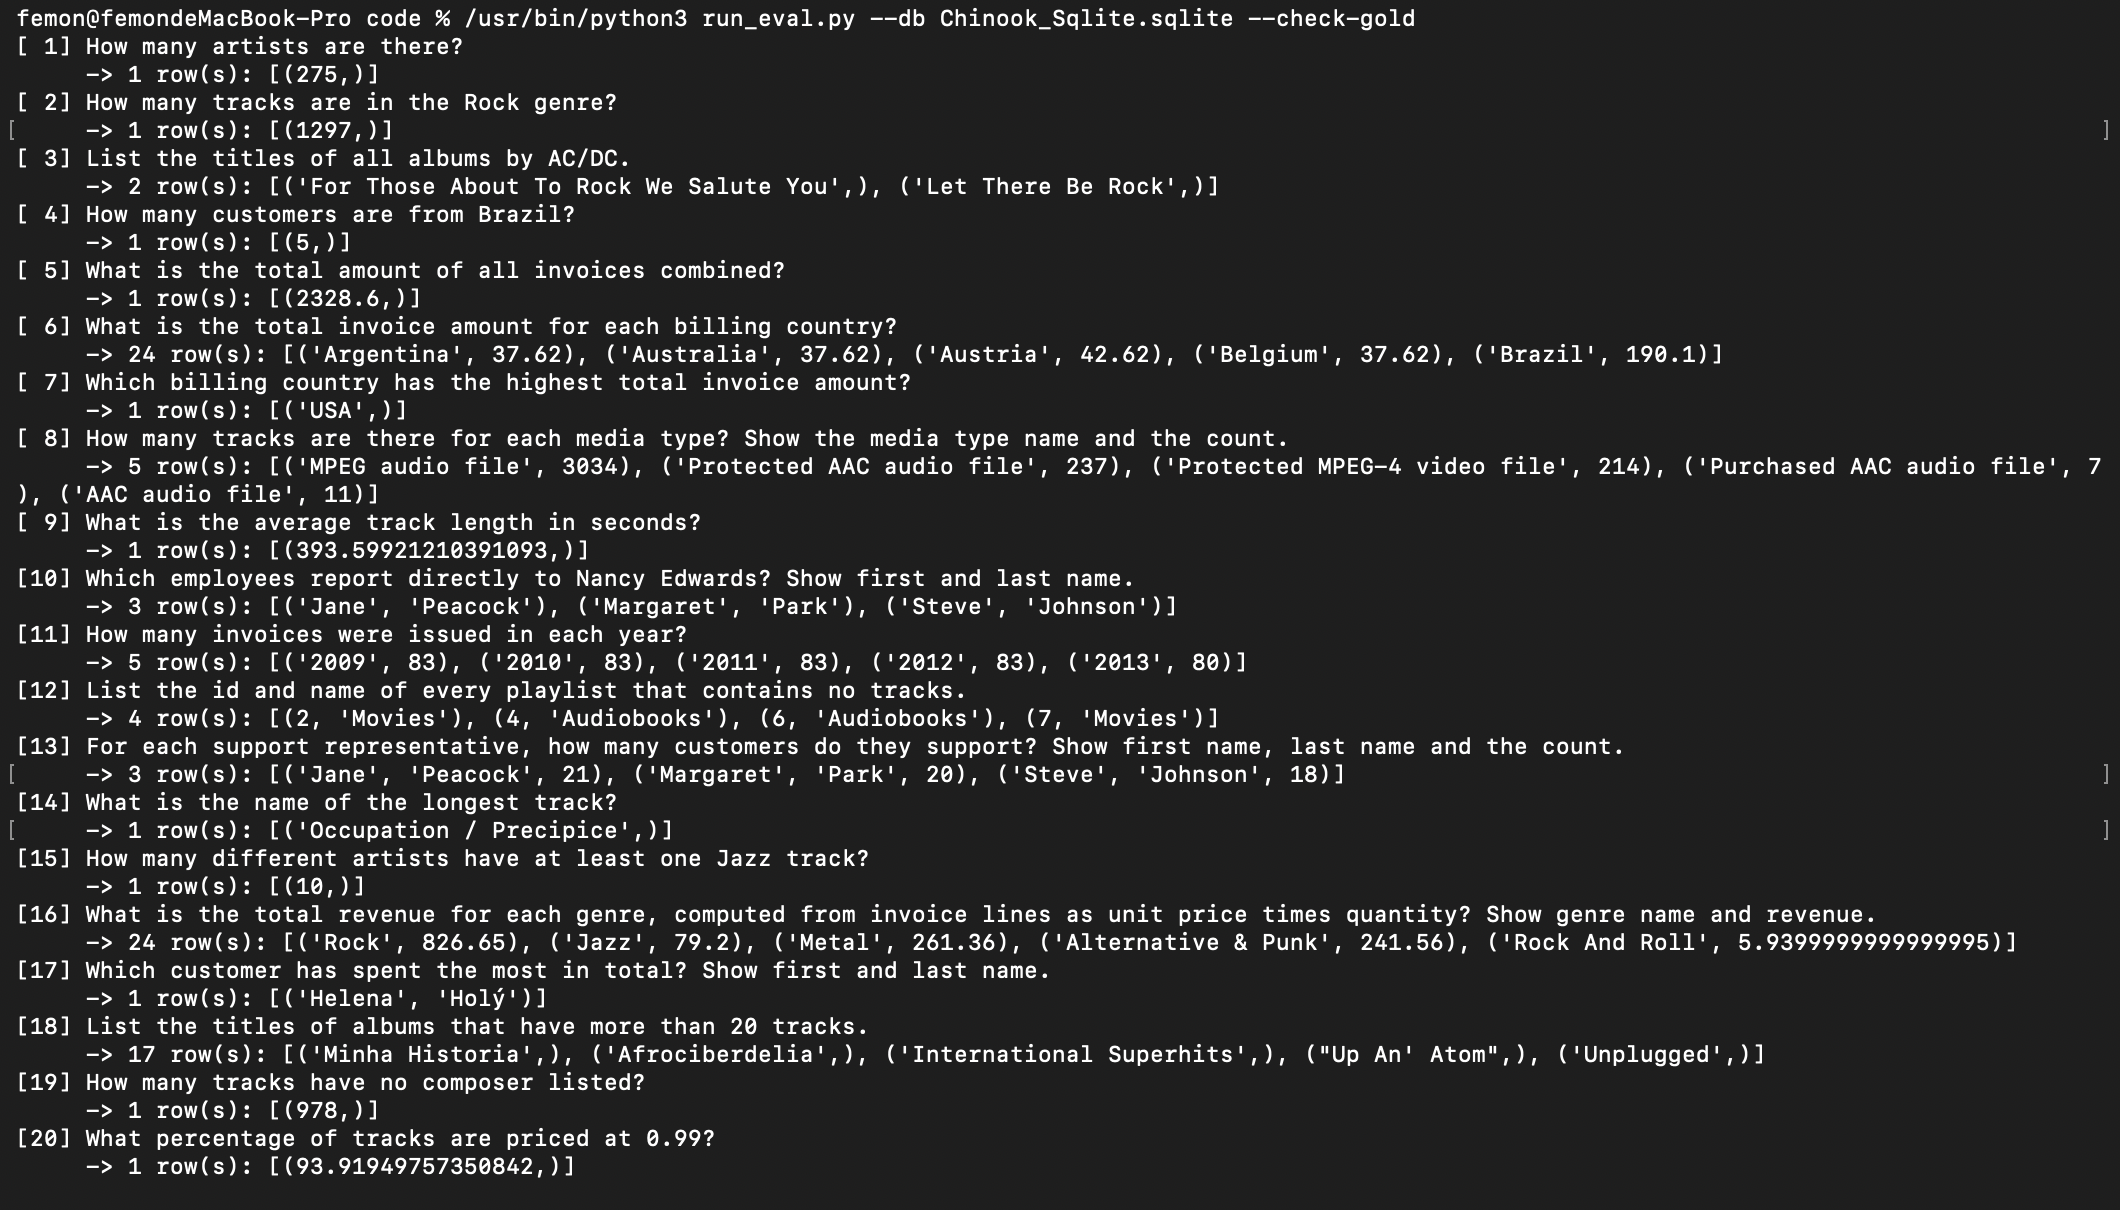 femon@femondeMacBook-Pro code % /usr/bin/python3 run_eval.py --db Chinook_Sqlite.sqlite --check-gold
[ 1] How many artists are there?
     -> 1 row(s): [(275,)]
[ 2] How many tracks are in the Rock genre?
[     -> 1 row(s): [(1297,)] ]
[ 3] List the titles of all albums by AC/DC.
     -> 2 row(s): [('For Those About To Rock We Salute You',), ('Let There Be Rock',)]
[ 4] How many customers are from Brazil?
     -> 1 row(s): [(5,)]
[ 5] What is the total amount of all invoices combined?
     -> 1 row(s): [(2328.6,)]
[ 6] What is the total invoice amount for each billing country?
     -> 24 row(s): [('Argentina', 37.62), ('Australia', 37.62), ('Austria', 42.62), ('Belgium', 37.62), ('Brazil', 190.1)]
[ 7] Which billing country has the highest total invoice amount?
     -> 1 row(s): [('USA',)]
[ 8] How many tracks are there for each media type? Show the media type name and the count.
     -> 5 row(s): [('MPEG audio file', 3034), ('Protected AAC audio file', 237), ('Protected MPEG-4 video file', 214), ('Purchased AAC audio file', 7
), ('AAC audio file', 11)]
[ 9] What is the average track length in seconds?
     -> 1 row(s): [(393.59921210391093,)]
[10] Which employees report directly to Nancy Edwards? Show first and last name.
     -> 3 row(s): [('Jane', 'Peacock'), ('Margaret', 'Park'), ('Steve', 'Johnson')]
[11] How many invoices were issued in each year?
     -> 5 row(s): [('2009', 83), ('2010', 83), ('2011', 83), ('2012', 83), ('2013', 80)]
[12] List the id and name of every playlist that contains no tracks.
     -> 4 row(s): [(2, 'Movies'), (4, 'Audiobooks'), (6, 'Audiobooks'), (7, 'Movies')]
[13] For each support representative, how many customers do they support? Show first name, last name and the count.
[     -> 3 row(s): [('Jane', 'Peacock', 21), ('Margaret', 'Park', 20), ('Steve', 'Johnson', 18)] ]
[14] What is the name of the longest track?
[     -> 1 row(s): [('Occupation / Precipice',)] ]
[15] How many different artists have at least one Jazz track?
     -> 1 row(s): [(10,)]
[16] What is the total revenue for each genre, computed from invoice lines as unit price times quantity? Show genre name and revenue.
     -> 24 row(s): [('Rock', 826.65), ('Jazz', 79.2), ('Metal', 261.36), ('Alternative & Punk', 241.56), ('Rock And Roll', 5.9399999999999995)]
[17] Which customer has spent the most in total? Show first and last name.
     -> 1 row(s): [('Helena', 'Holý')]
[18] List the titles of albums that have more than 20 tracks.
     -> 17 row(s): [('Minha Historia',), ('Afrociberdelia',), ('International Superhits',), ("Up An' Atom",), ('Unplugged',)]
[19] How many tracks have no composer listed?
     -> 1 row(s): [(978,)]
[20] What percentage of tracks are priced at 0.99?
     -> 1 row(s): [(93.91949757350842,)]